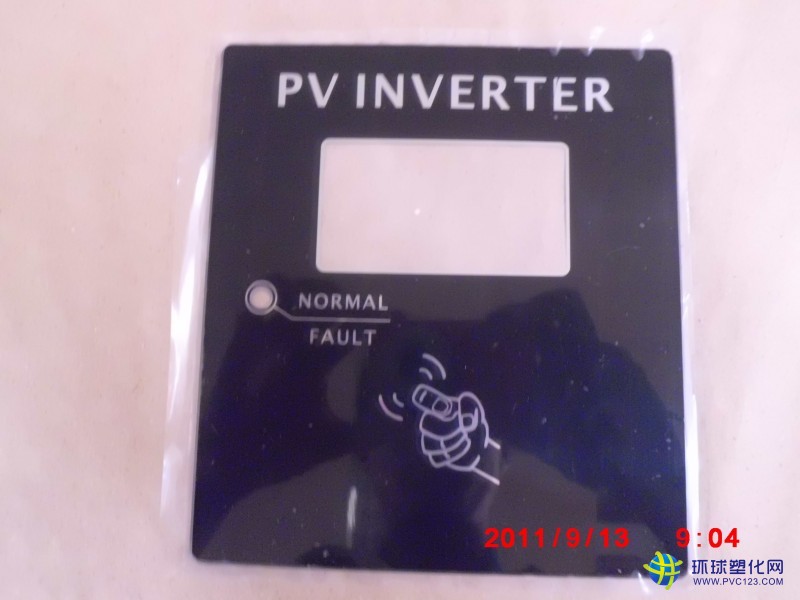 PV INVERTER
NORMAL
FAULT
2011/9/13 9:04
环球塑化网
WWW.PVC123.COM